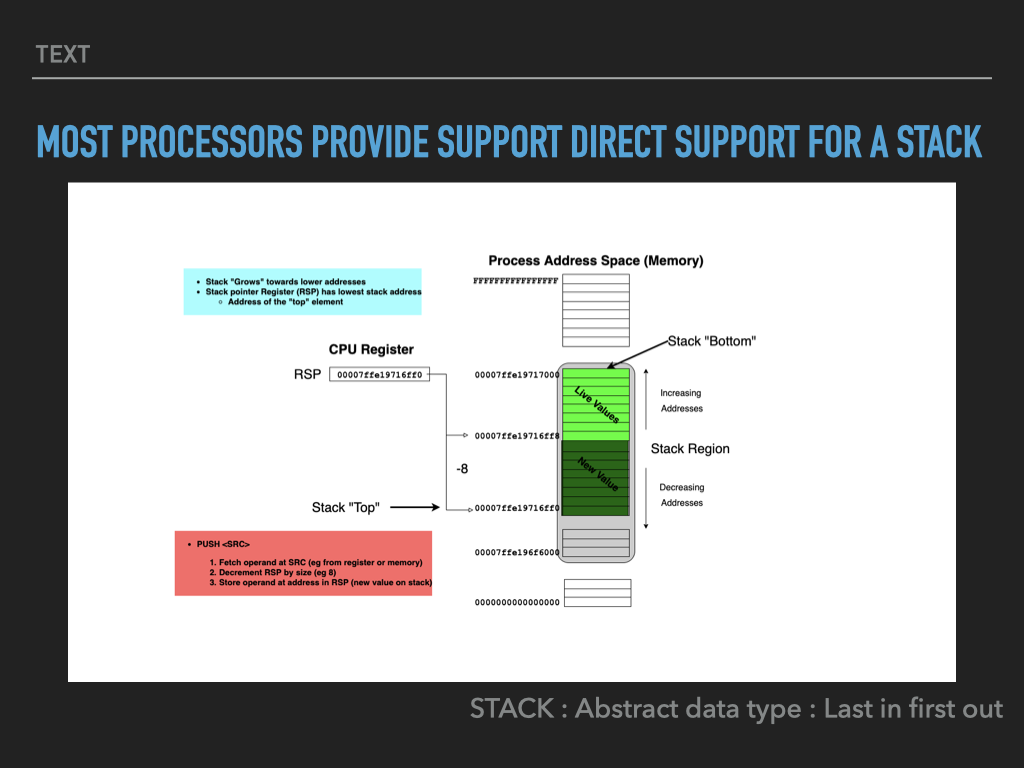 TEXT
MOST PROCESSORS PROVIDE SUPPORT DIRECT SUPPORT FOR A STACK
Process Address Space (Memory)
FFFFFFFFFFFFFFFF
• Stack "Grows" towards lower addresses
• Stack pointer Register (RSP) has lowest stack address
○ Address of the "top" element
Stack "Bottom"
CPU Register
RSP
00007ffe19716ff0
00007ffe19717000
Live Values
Increasing
Addresses
00007ffe19716ff8
Stack Region
-8
New Value
Decreasing
Addresses
Stack "Top"
00007ffe19716ff0
• PUSH <SRC>
1. Fetch operand at SRC (eg from register or memory)
2. Decrement RSP by size (eg 8)
3. Store operand at address in RSP (new value on stack)
00007ffe196f6000
0000000000000000
STACK : Abstract data type : Last in first out